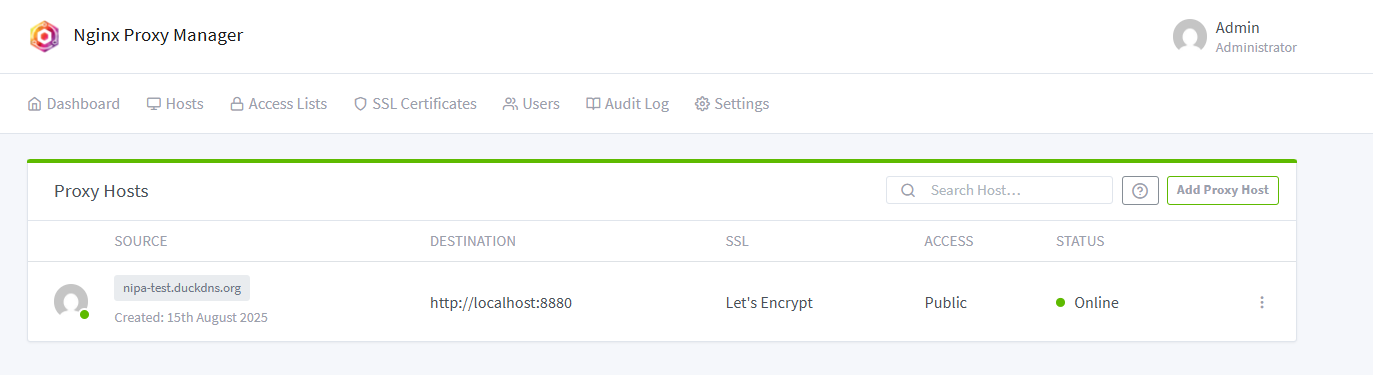 Nginx Proxy Manager
Admin
Administrator
Dashboard Hosts Access Lists SSL Certificates Users Audit Log Settings
Proxy Hosts Search Host... Add Proxy Host
SOURCE DESTINATION SSL ACCESS STATUS
nipa-test.duckdns.org
Created: 15th August 2025
http://localhost:8880 Let's Encrypt Public Online